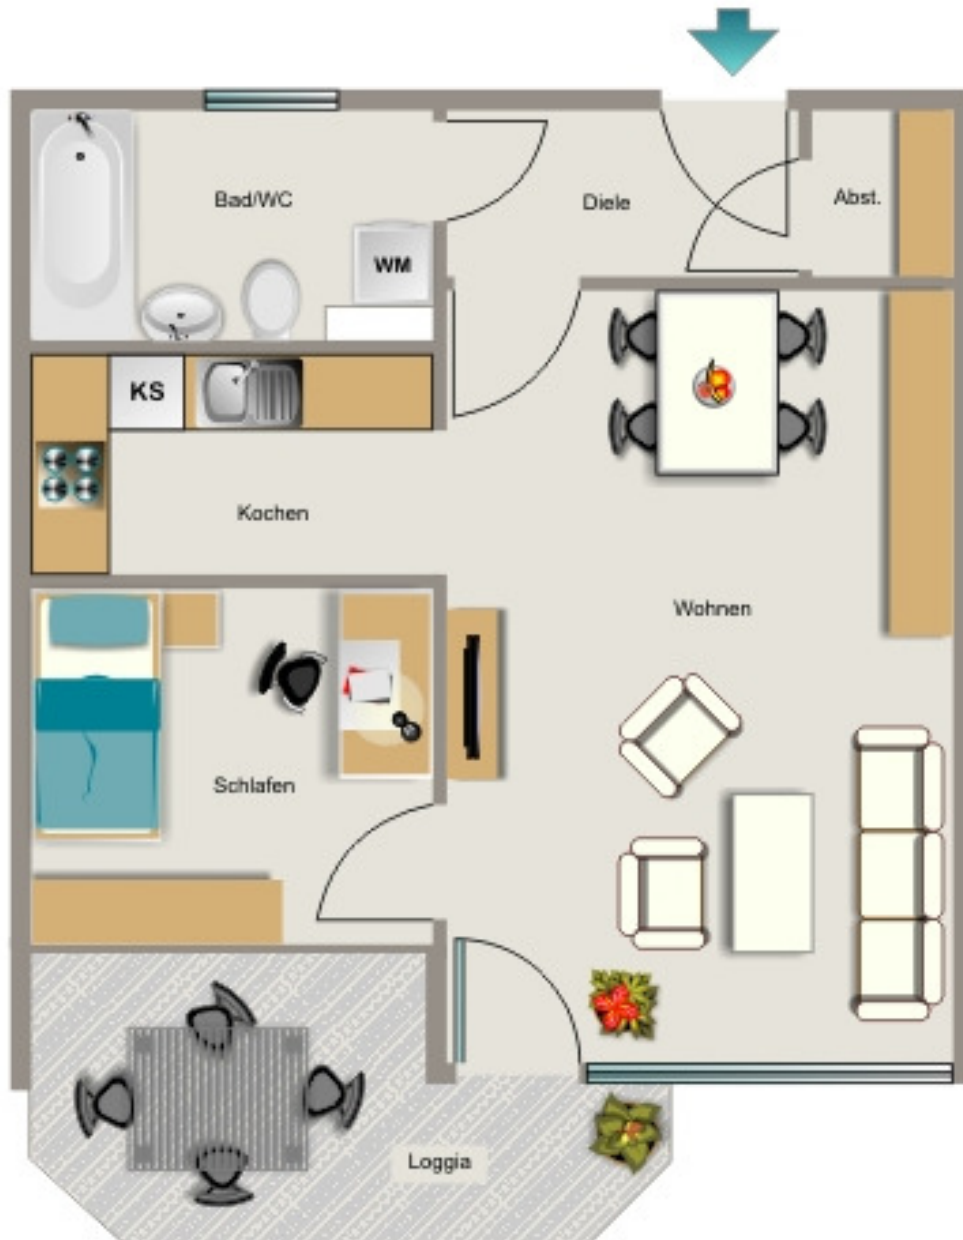 Bad/WC
Diele
Abst.
WM
KS
Kochen
Wohnen
Schlafen
Loggia